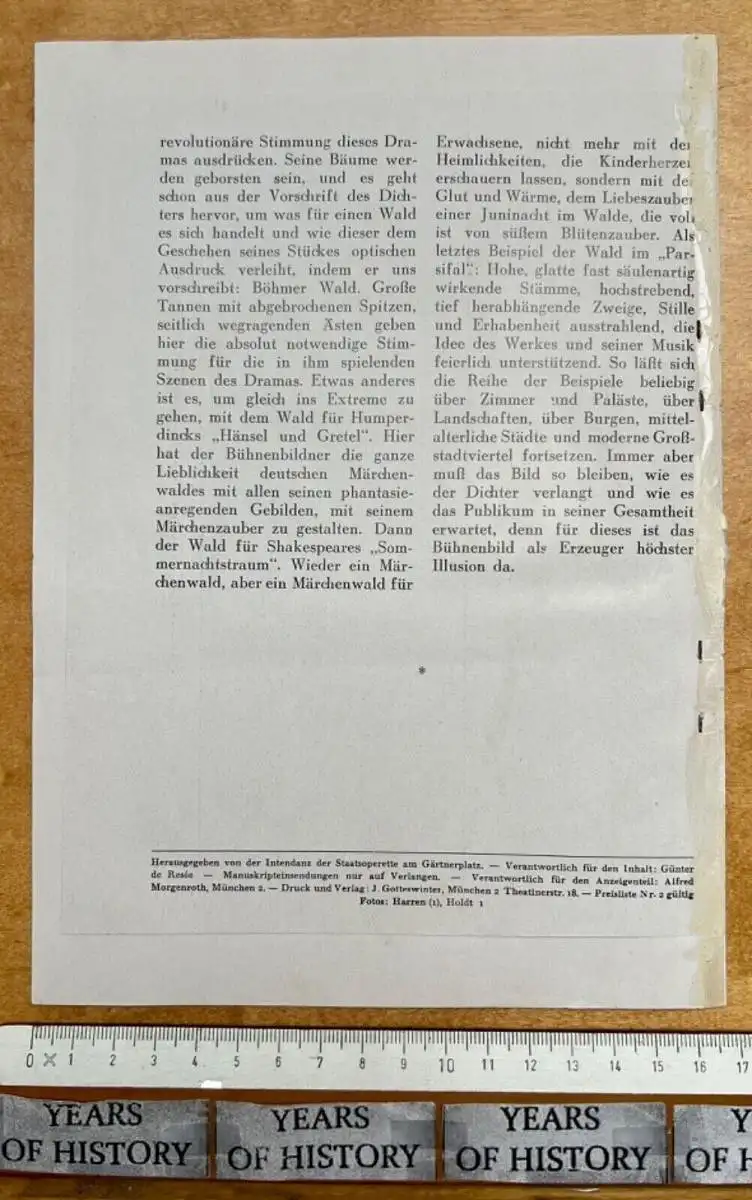 revolutionäre Stimmung dieses Dra-
mas ausdrücken. Seine Bäume wer-
den geborsten sein, und es geht
schon aus der Vorschrift des Dich-
ters hervor, um was für einen Wald
es sich handelt und wie dieser dem
Geschehen seines Stückes optischen
Ausdruck verleiht, indem er uns
vorschreibt: Böhmer Wald. Große
Tannen mit abgebrochenen Spitzen,
seitlich wegragenden Ästen geben
hier die absolut notwendige Stim-
mung für die in ihm spielenden
Szenen des Dramas. Etwas anderes
ist es, um gleich ins Extreme zu
gehen, mit dem Wald für Humper-
dincks „Hänsel und Gretel“. Hier
hat der Bühnenbildner die ganze
Lieblichkeit deutschen Märchen-
waldes mit allen seinen phantasie-
anregenden Gebilden, mit seinem
Märchenzauber zu gestalten. Dann
der Wald für Shakespeares „Som-
mernachtstraum“. Wieder ein Mär-
chenwald, aber ein Märchenwald für
Erwachsene, nicht mehr mit den
Heimlichkeiten, die Kinderherzen
erschauern lassen, sondern mit der
Glut und Wärme, dem Liebeszauber
einer Juninacht im Walde, die voll
ist von süßem Blütenzauber. Als
letztes Beispiel der Wald im „Par-
sifal“: Hohe, glatte fast säulenartig
wirkende Stämme, hochstrebend,
tief herabhängende Zweige, Stille
und Erhabenheit ausstrahlend, die
Idee des Werkes und seiner Musik
feierlich unterstützend. So läßt sich
die Reihe der Beispiele beliebig
über Zimmer und Paläste, über
Landschaften, über Burgen, mittel-
alterliche Städte und moderne Groß-
stadtviertel fortsetzen. Immer aber
muß das Bild so bleiben, wie es
der Dichter verlangt und wie es
das Publikum in seiner Gesamtheit
erwartet, denn für dieses ist das
Bühnenbild als Erzeuger höchster
Illusion da.
*
Herausgegeben von der Intendanz der Staatsoperette am Gärtnerplatz. — Verantwortlich für den Inhalt: Günter
de Resée — Manuskripteinsendungen nur auf Verlangen. — Verantwortlich für den Anzeigenteil: Alfred
Morgenroth, München 2. — Druck und Verlag: J. Gotteswinter, München 2 Theatinerstr. 18. — Preisliste Nr. 2 gültig
Fotos: Harren (1), Holdt 1
0 1 2 3 4 5 6 7 8 9 10 11 12 13 14 15 16 17
YEARS OF HISTORY
YEARS OF HISTORY
YEARS OF HISTORY